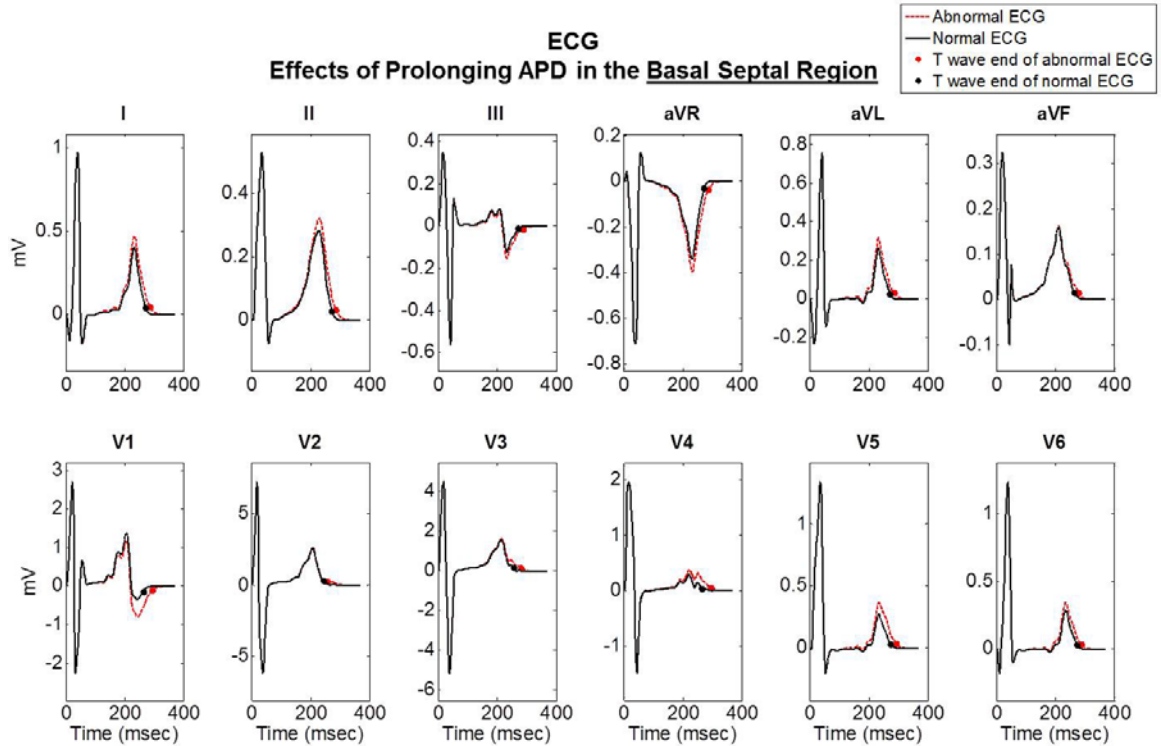 ECG
Effects of Prolonging APD in the Basal Septal Region
Abnormal ECG
Normal ECG
T wave end of abnormal ECG
T wave end of normal ECG
I II III aVR aVL aVF
mV
1 0.5 0
0.4 0.2 0
0.4 0.2 0 -0.2 -0.4 -0.6
0.2 0 -0.2 -0.4 -0.6 -0.8
0.8 0.6 0.4 0.2 0 -0.2
0.3 0.2 0.1 0 -0.1
0 200 400 0 200 400 0 200 400 0 200 400 0 200 400 0 200 400
V1 V2 V3 V4 V5 V6
mV
3 2 1 0 -1 -2
5 0 -5
4 2 0 -2 -4 -6
2 1 0 -1
1 0.5 0
1 0.5 0
0 200 400 0 200 400 0 200 400 0 200 400 0 200 400 0 200 400
Time (msec) Time (msec) Time (msec) Time (msec) Time (msec) Time (msec)